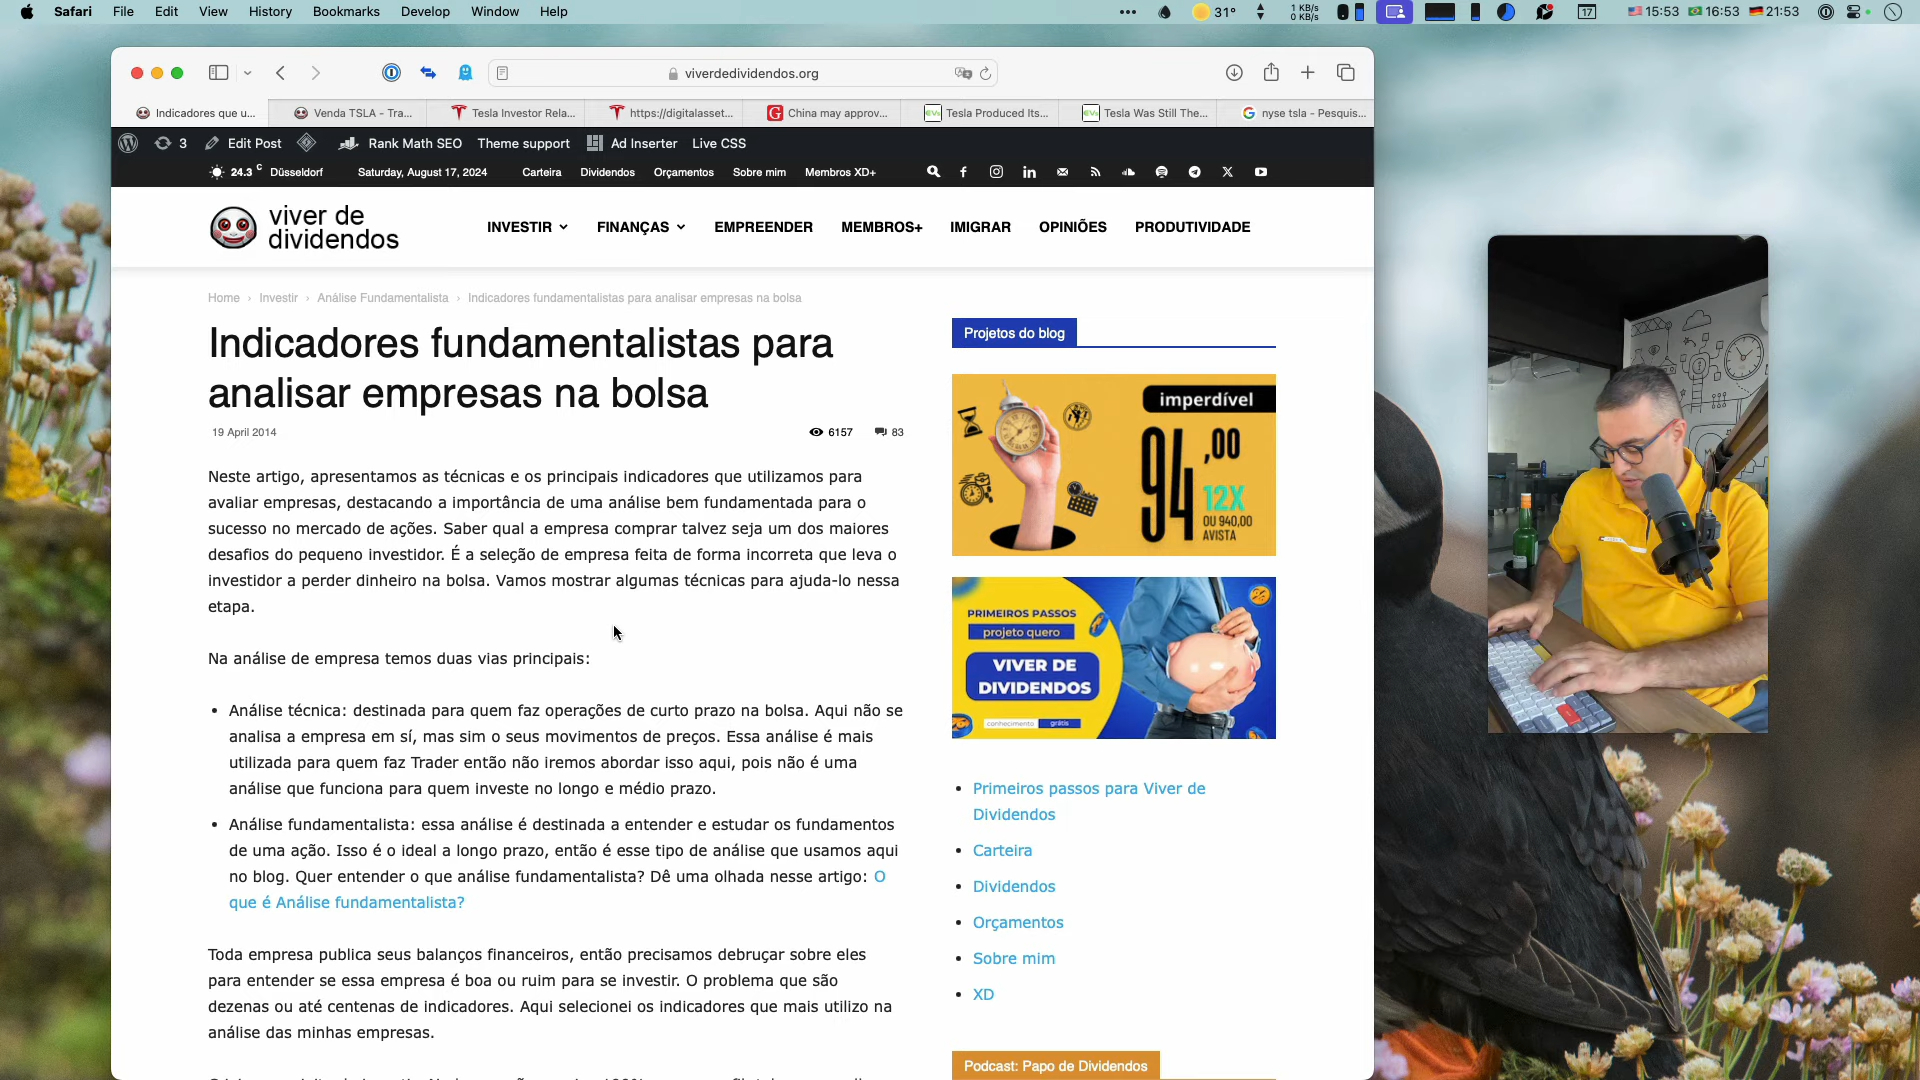 Safari File Edit View History Bookmarks Develop Window Help
31° 1 KB/s 0 KB/s 17 15:53 16:53 21:53
viverdedividendos.org
Indicadores que u... Venda TSLA - Tra... Tesla Investor Rela... https://digitalasset... China may approv... Tesla Produced Its... Tesla Was Still The... nyse tsla - Pesquis...
3 Edit Post Rank Math SEO Theme support Ad Inserter Live CSS
24.3 C Düsseldorf Saturday, August 17, 2024 Carteira Dividendos Orçamentos Sobre mim Membros XD+
viver de
dividendos
INVESTIR FINANÇAS EMPREENDER MEMBROS+ IMIGRAR OPINIÕES PRODUTIVIDADE
Home › Investir › Análise Fundamentalista › Indicadores fundamentalistas para analisar empresas na bolsa
Indicadores fundamentalistas para
analisar empresas na bolsa
19 April 2014 6157 83
Neste artigo, apresentamos as técnicas e os principais indicadores que utilizamos para
avaliar empresas, destacando a importância de uma análise bem fundamentada para o
sucesso no mercado de ações. Saber qual a empresa comprar talvez seja um dos maiores
desafios do pequeno investidor. É a seleção de empresa feita de forma incorreta que leva o
investidor a perder dinheiro na bolsa. Vamos mostrar algumas técnicas para ajuda-lo nessa
etapa.
Na análise de empresa temos duas vias principais:
• Análise técnica: destinada para quem faz operações de curto prazo na bolsa. Aqui não se
analisa a empresa em sí, mas sim o seus movimentos de preços. Essa análise é mais
utilizada para quem faz Trader então não iremos abordar isso aqui, pois não é uma
análise que funciona para quem investe no longo e médio prazo.
• Análise fundamentalista: essa análise é destinada a entender e estudar os fundamentos
de uma ação. Isso é o ideal a longo prazo, então é esse tipo de análise que usamos aqui
no blog. Quer entender o que análise fundamentalista? Dê uma olhada nesse artigo: O
que é Análise fundamentalista?
Toda empresa publica seus balanços financeiros, então precisamos debruçar sobre eles
para entender se essa empresa é boa ou ruim para se investir. O problema que são
dezenas ou até centenas de indicadores. Aqui selecionei os indicadores que mais utilizo na
análise das minhas empresas.
Projetos do blog
imperdível
94,00
12X
OU 940,00
AVISTA
PRIMEIROS PASSOS
projeto quero
VIVER DE
DIVIDENDOS
conhecimento grátis
• Primeiros passos para Viver de
Dividendos
• Carteira
• Dividendos
• Orçamentos
• Sobre mim
• XD
Podcast: Papo de Dividendos